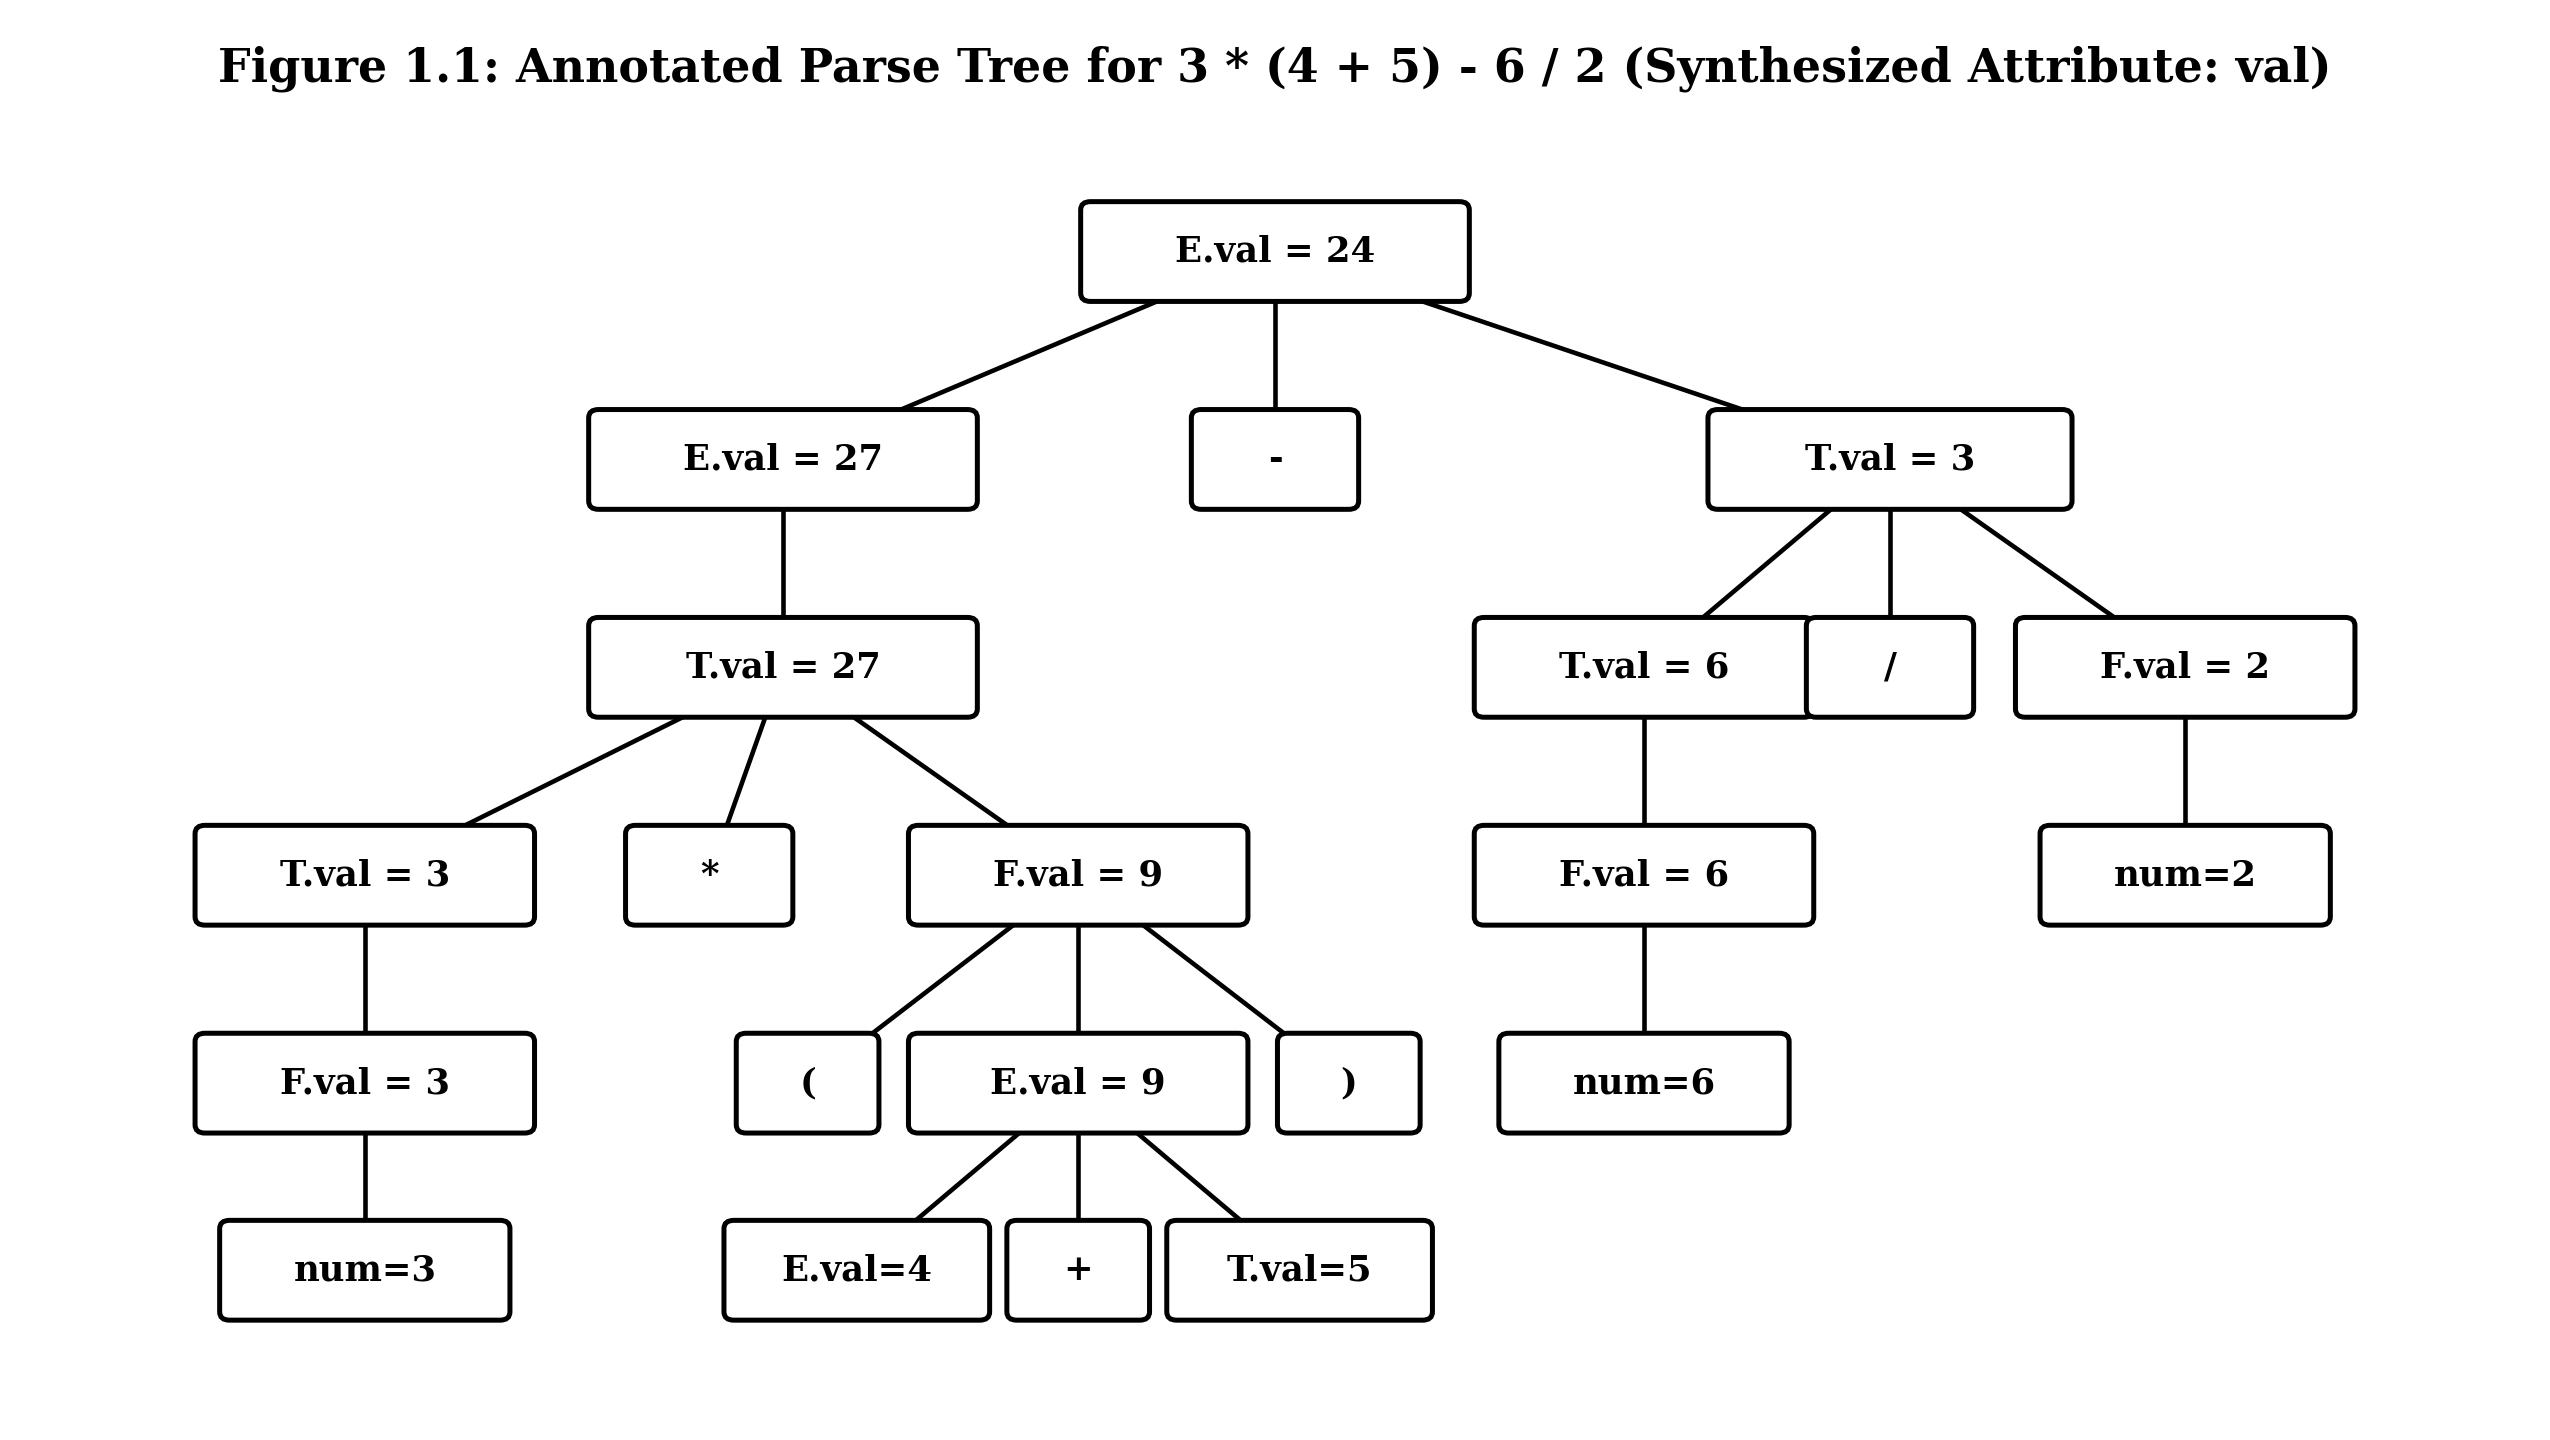 Figure 1.1: Annotated Parse Tree for 3 * (4 + 5) - 6 / 2 (Synthesized Attribute: val)
E.val = 24
E.val = 27
-
T.val = 3
T.val = 27
T.val = 6
/
F.val = 2
T.val = 3
*
F.val = 9
F.val = 6
num=2
F.val = 3
(
E.val = 9
)
num=6
num=3
E.val=4
+
T.val=5